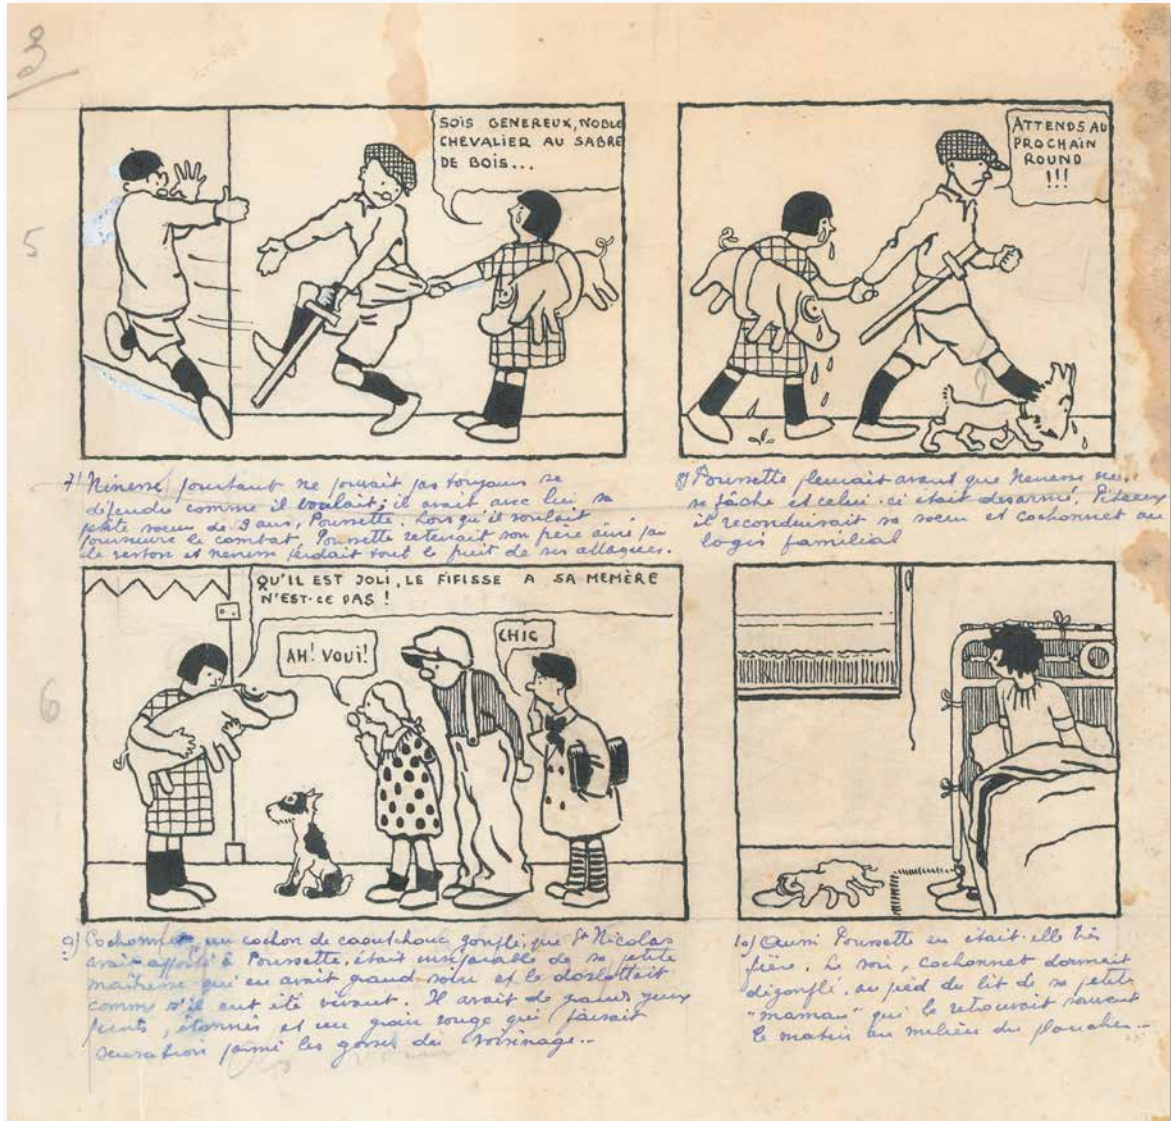 3
5
SOIS GENEREUX, NOBLE
CHEVALIER AU SABRE
DE BOIS...
ATTENDS AU
PROCHAIN
ROUND
!!!
7) Nénesse pourtant ne pouvait pas toujours se
défendre comme il voulait; il avait avec lui sa
petite soeur de 9 ans, Poussette. Lorsqu'il voulait
poursuivre le combat, Poussette retenait son frère aîné par
le veston et Nénesse perdait tout le fruit de ses attaques.
8) Poussette pleurait avant que Nénesse ne
se fâche et celui-ci était désarmé. Piteux
il reconduisait sa soeur et cochonnet au
logis familial
6
QU'IL EST JOLI, LE FIFISSE A SA MEMÈRE
N'EST-CE PAS !
AH! VOUI!
CHIC
9) Cochonnet, un cochon de caoutchouc gonflé, que St Nicolas
avait apporté à Poussette, était inséparable de sa petite
maîtresse qui en avait grand soin et le dorlottait
comme s'il eut été vivant. Il avait de grands yeux
peints, étonnés et un groin rouge qui faisait
sensation parmi les gosses du voisinage...
10) Aussi Poussette en était-elle très
fière. Le soir, cochonnet dormait
dégonflé, au pied du lit de sa petite
"maman" qui le retrouvait souvent
le matin au milieu du plancher...